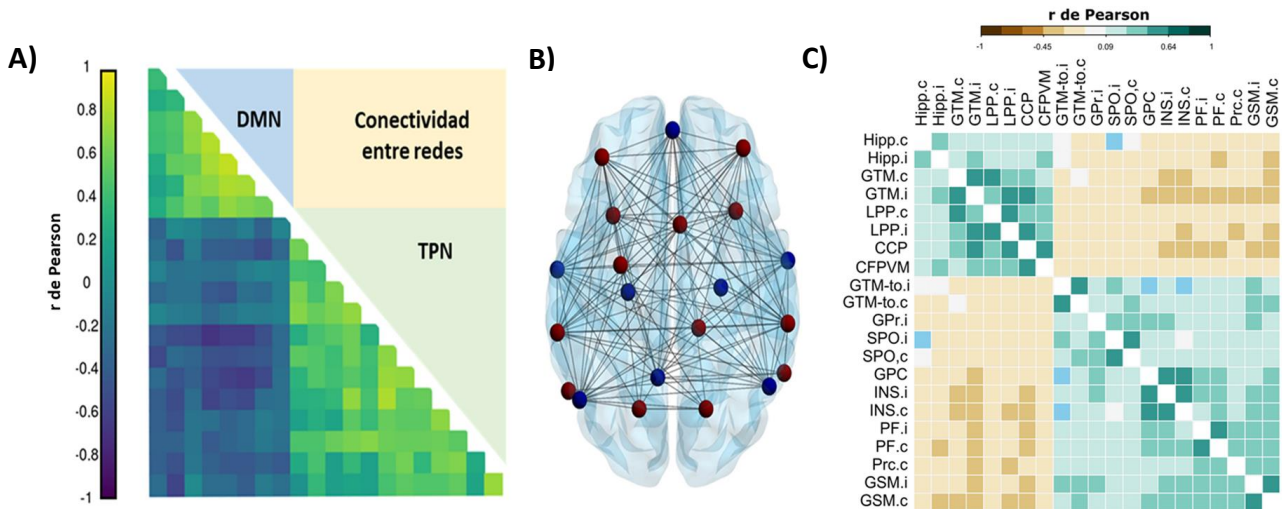 A)
1
0.8
0.6
0.4
0.2
0
-0.2
-0.4
-0.6
-0.8
-1
r de Pearson
DMN
Conectividad
entre redes
TPN
B)
C)
r de Pearson
-1
-0.45
0.09
0.64
1
Hipp.c
Hipp.i
GTM.c
GTM.i
LPP.c
LPP.i
CCP
CFPVM
GTM-to.i
GTM-to.c
GPr.i
SPO.i
SPO,c
GPC
INS.i
INS.c
PF.i
PF.c
Prc.c
GSM.i
GSM.c
Hipp.c
Hipp.i
GTM.c
GTM.i
LPP.c
LPP.i
CCP
CFPVM
GTM-to.i
GTM-to.c
GPr.i
SPO.i
SPO,c
GPC
INS.i
INS.c
PF.i
PF.c
Prc.c
GSM.i
GSM.c